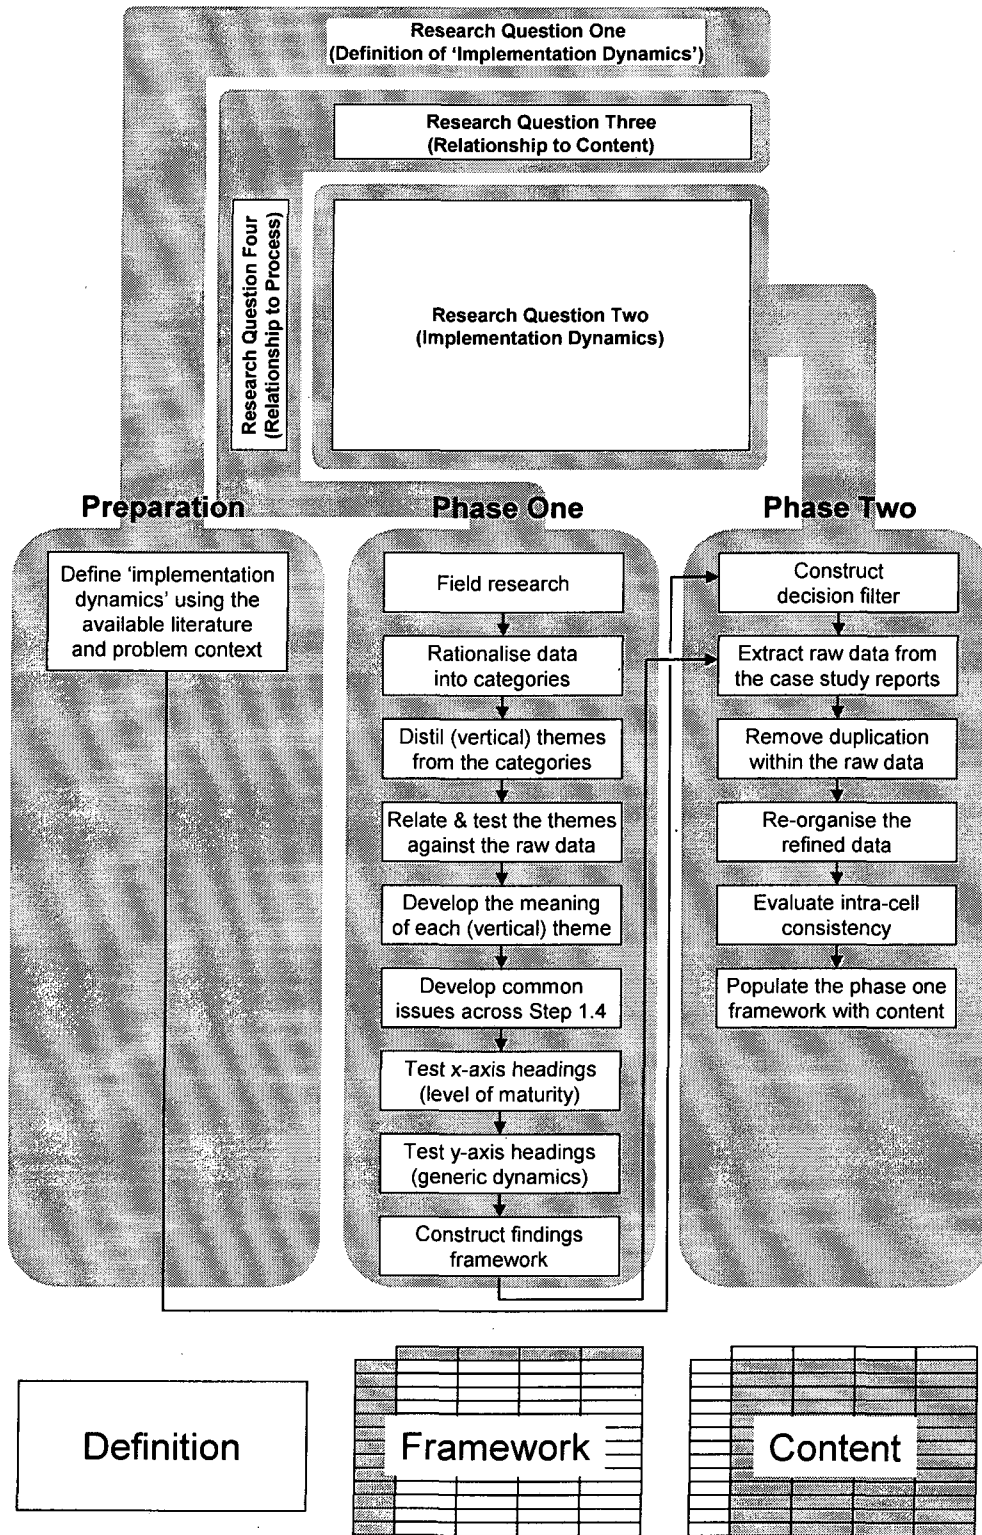 Research Question One
(Definition of 'Implementation Dynamics')
Research Question Three
(Relationship to Content)
Research Question Four
(Relationship to Process)
Research Question Two
(Implementation Dynamics)
Preparation
Define 'implementation
dynamics' using the
available literature
and problem context
Phase One
Field research
Rationalise data
into categories
Distil (vertical) themes
from the categories
Relate & test the themes
against the raw data
Develop the meaning
of each (vertical) theme
Develop common
issues across Step 1.4
Test x-axis headings
(level of maturity)
Test y-axis headings
(generic dynamics)
Construct findings
framework
Phase Two
Construct
decision filter
Extract raw data from
the case study reports
Remove duplication
within the raw data
Re-organise the
refined data
Evaluate intra-cell
consistency
Populate the phase one
framework with content
Definition
Framework
Content